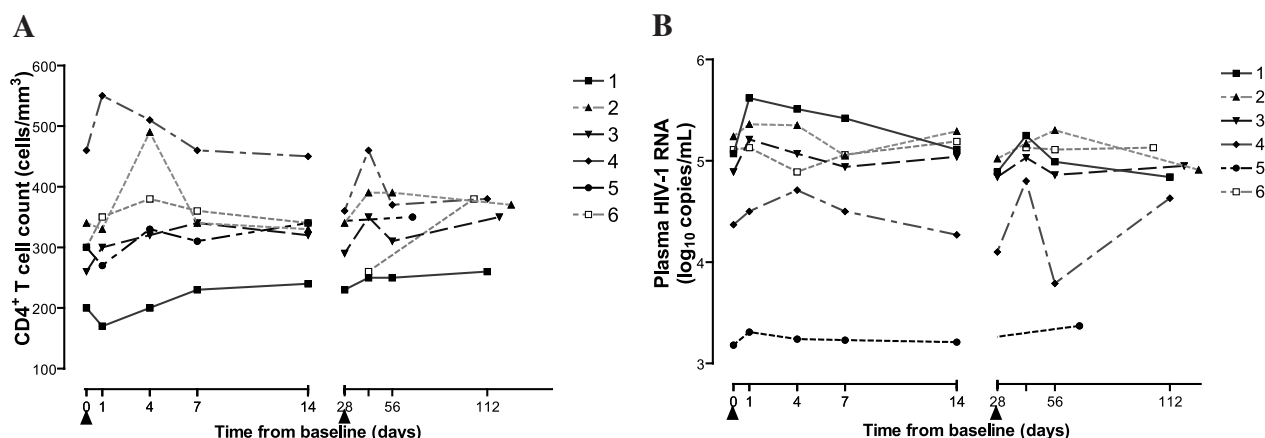 A
B
CD4⁺ T cell count (cells/mm³)
600
500
400
300
200
100
0 1 4 7 14 28 56 112
Time from baseline (days)
1
2
3
4
5
6
Plasma HIV-1 RNA
(log₁₀ copies/mL)
6
5
4
3
0 1 4 7 14 28 56 112
Time from baseline (days)
1
2
3
4
5
6